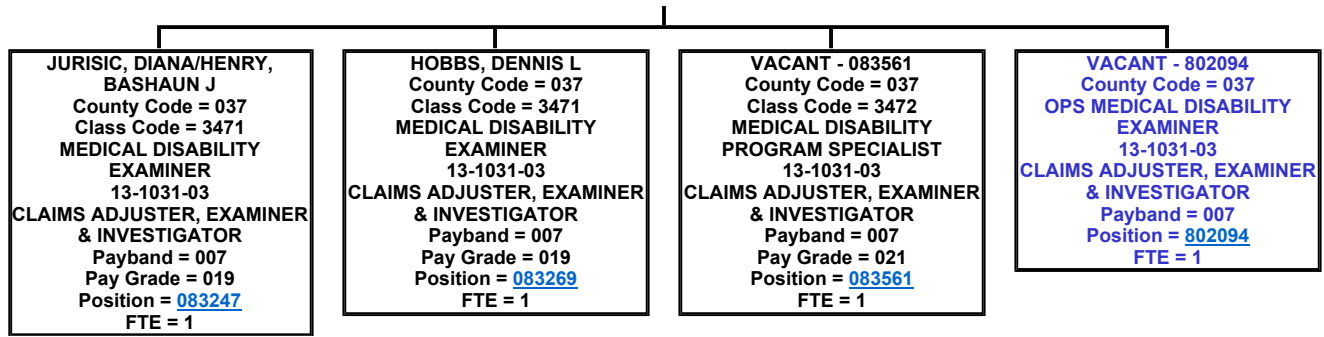 JURISIC, DIANA/HENRY,
BASHAUN J
County Code = 037
Class Code = 3471
MEDICAL DISABILITY
EXAMINER
13-1031-03
CLAIMS ADJUSTER, EXAMINER
& INVESTIGATOR
Payband = 007
Pay Grade = 019
Position = 083247
FTE = 1
HOBBS, DENNIS L
County Code = 037
Class Code = 3471
MEDICAL DISABILITY
EXAMINER
13-1031-03
CLAIMS ADJUSTER, EXAMINER
& INVESTIGATOR
Payband = 007
Pay Grade = 019
Position = 083269
FTE = 1
VACANT - 083561
County Code = 037
Class Code = 3472
MEDICAL DISABILITY
PROGRAM SPECIALIST
13-1031-03
CLAIMS ADJUSTER, EXAMINER
& INVESTIGATOR
Payband = 007
Pay Grade = 021
Position = 083561
FTE = 1
VACANT - 802094
County Code = 037
OPS MEDICAL DISABILITY
EXAMINER
13-1031-03
CLAIMS ADJUSTER, EXAMINER
& INVESTIGATOR
Payband = 007
Position = 802094
FTE = 1